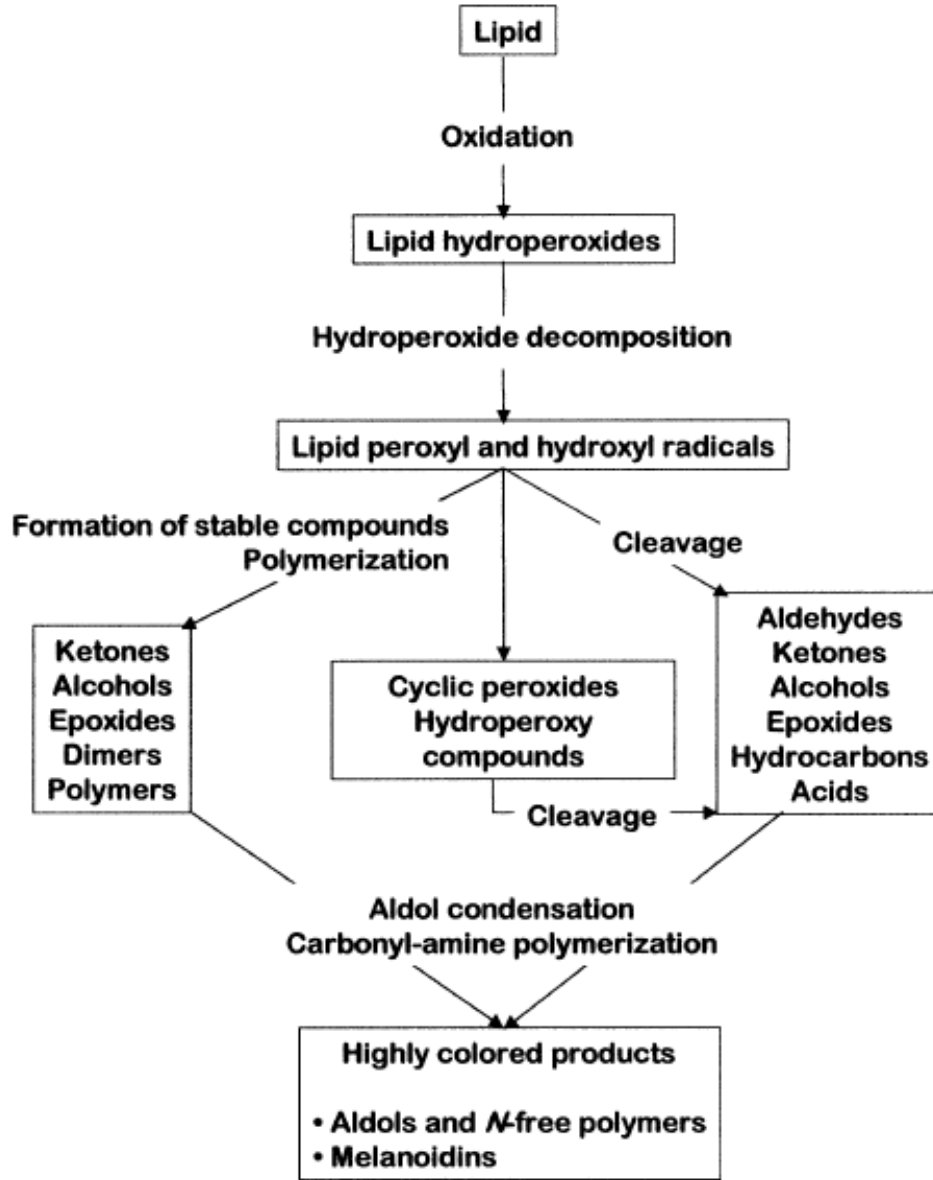 Lipid
Oxidation
Lipid hydroperoxides
Hydroperoxide decomposition
Lipid peroxyl and hydroxyl radicals
Formation of stable compounds
Polymerization
Cleavage
Ketones
Alcohols
Epoxides
Dimers
Polymers
Cyclic peroxides
Hydroperoxy
compounds
Cleavage
Aldehydes
Ketones
Alcohols
Epoxides
Hydrocarbons
Acids
Aldol condensation
Carbonyl-amine polymerization
Highly colored products
• Aldols and N-free polymers
• Melanoidins